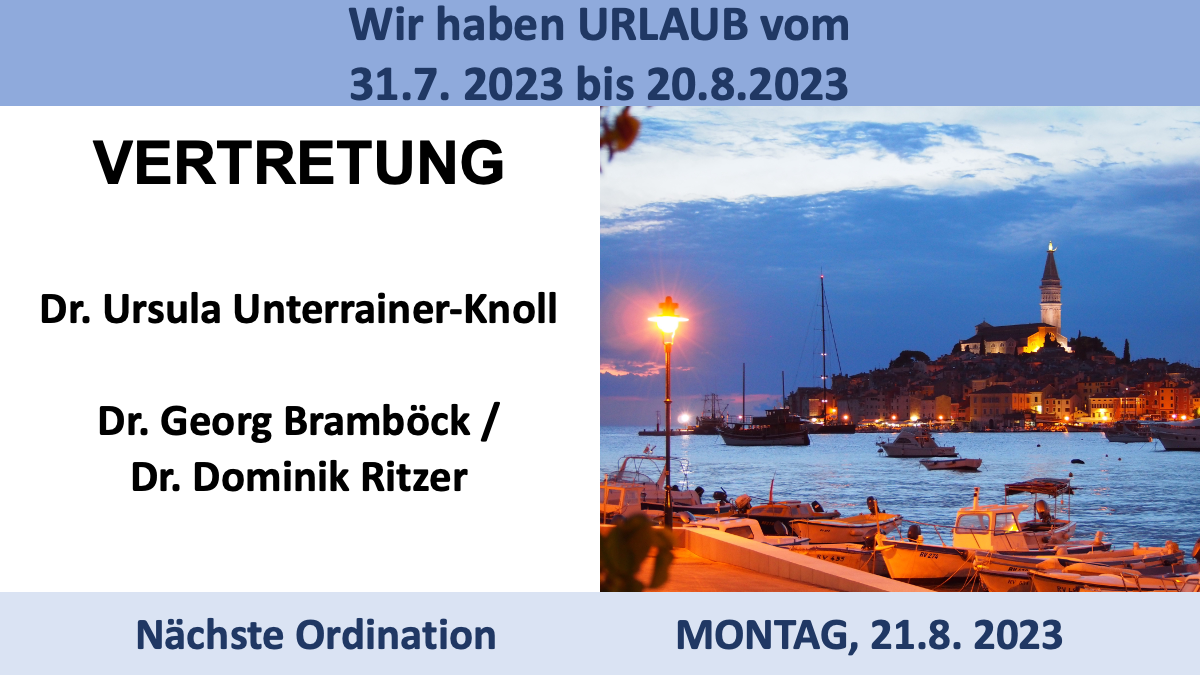 Wir haben URLAUB vom
31.7. 2023 bis 20.8.2023
VERTRETUNG
Dr. Ursula Unterrainer-Knoll
Dr. Georg Bramböck /
Dr. Dominik Ritzer
Nächste Ordination
MONTAG, 21.8. 2023